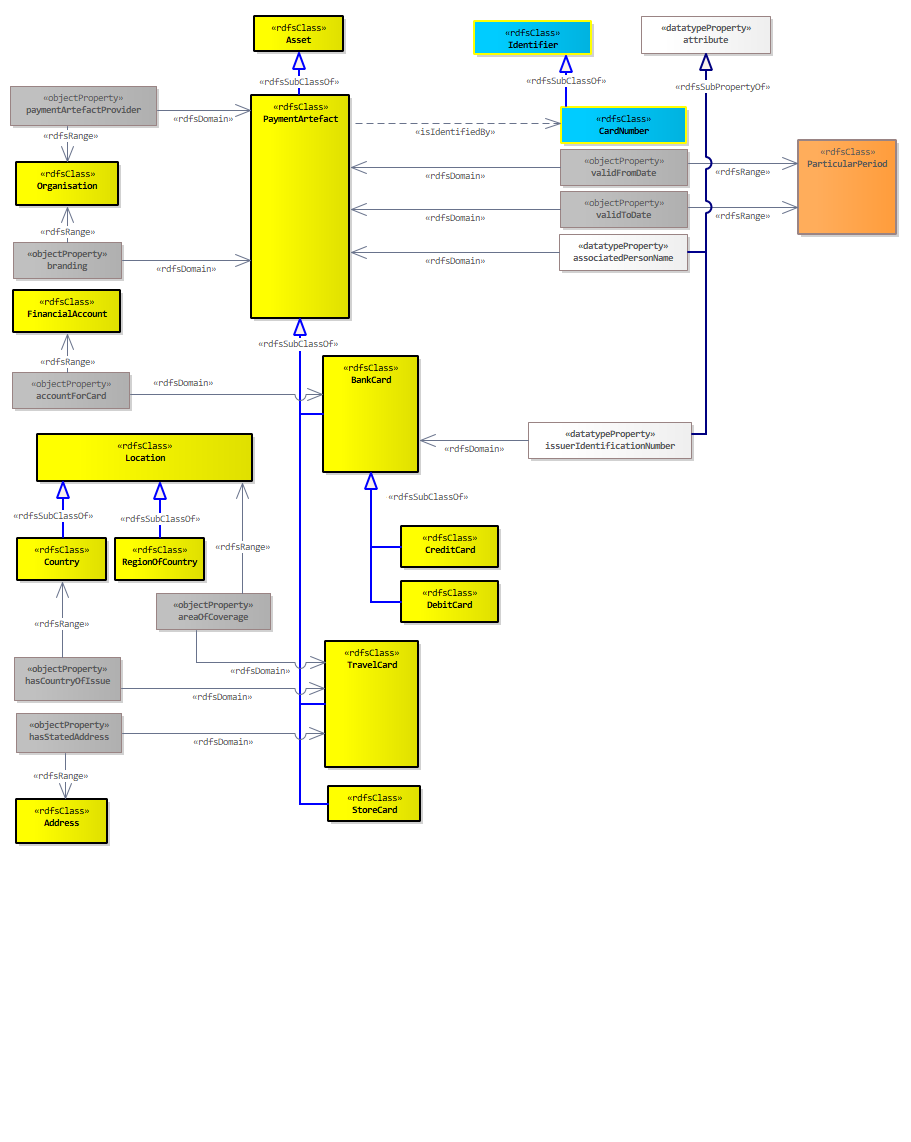 «rdfsClass»
Asset
«rdfsClass»
Identifier
«datatypeProperty»
attribute
«rdfsSubClassOf»
«rdfsSubClassOf»
«rdfsSubPropertyOf»
«objectProperty»
paymentArtefactProvider
«rdfsDomain»
«rdfsClass»
PaymentArtefact
«isIdentifiedBy»
«rdfsClass»
CardNumber
«rdfsRange»
«rdfsClass»
Organisation
«rdfsDomain»
«objectProperty»
validFromDate
«rdfsRange»
«rdfsClass»
ParticularPeriod
«rdfsDomain»
«objectProperty»
validToDate
«rdfsRange»
«rdfsRange»
«objectProperty»
branding
«rdfsDomain»
«rdfsDomain»
«datatypeProperty»
associatedPersonName
«rdfsClass»
FinancialAccount
«rdfsSubClassOf»
«rdfsRange»
«objectProperty»
accountForCard
«rdfsDomain»
«rdfsClass»
BankCard
«rdfsDomain»
«datatypeProperty»
issuerIdentificationNumber
«rdfsClass»
Location
«rdfsSubClassOf»
«rdfsSubClassOf»
«rdfsSubClassOf»
«rdfsClass»
Country
«rdfsClass»
RegionOfCountry
«rdfsRange»
«rdfsClass»
CreditCard
«rdfsClass»
DebitCard
«rdfsRange»
«objectProperty»
areaOfCoverage
«rdfsDomain»
«rdfsClass»
TravelCard
«objectProperty»
hasCountryOfIssue
«rdfsDomain»
«objectProperty»
hasStatedAddress
«rdfsDomain»
«rdfsRange»
«rdfsClass»
Address
«rdfsClass»
StoreCard